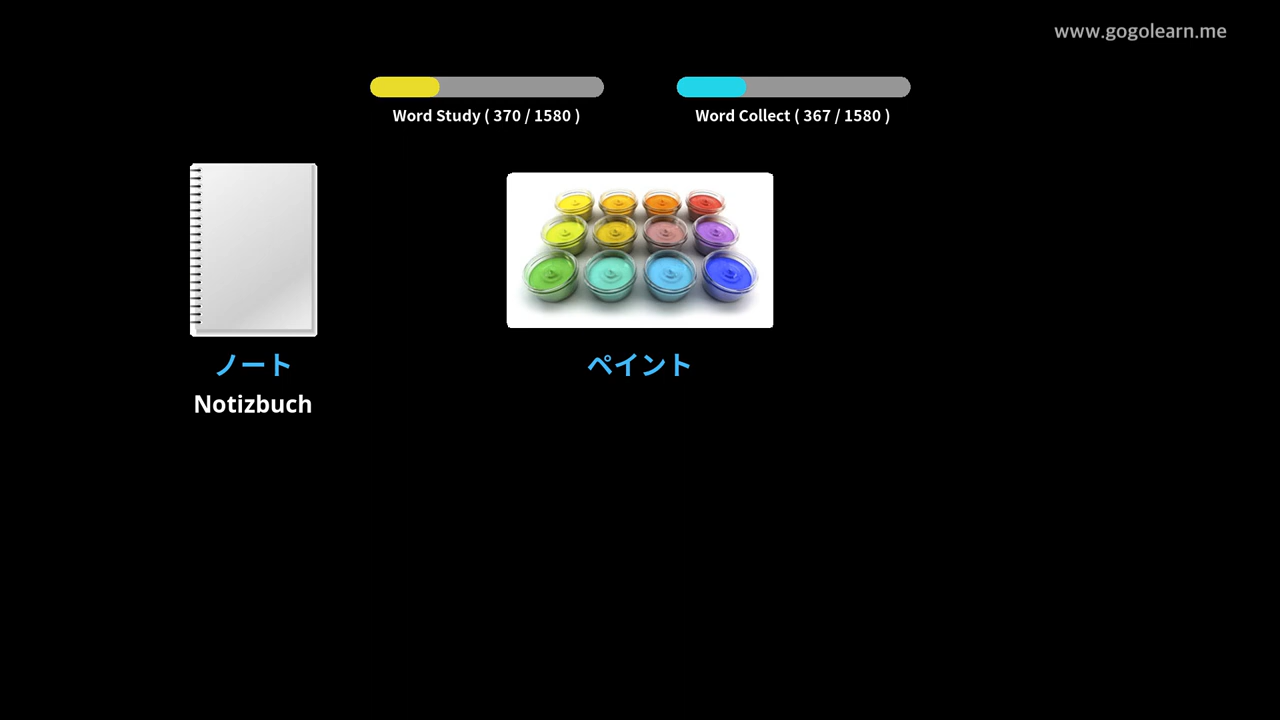 www.gogolearn.me
Word Study ( 370 / 1580 )
Word Collect ( 367 / 1580 )
ノート
ペイント
Notizbuch